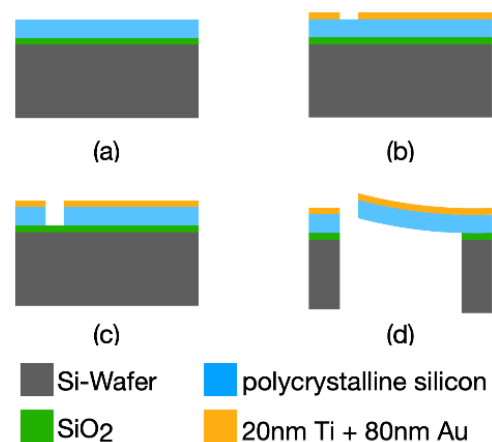 (a)
(b)
(c)
(d)
Si-Wafer
polycrystalline silicon
SiO₂
20nm Ti + 80nm Au